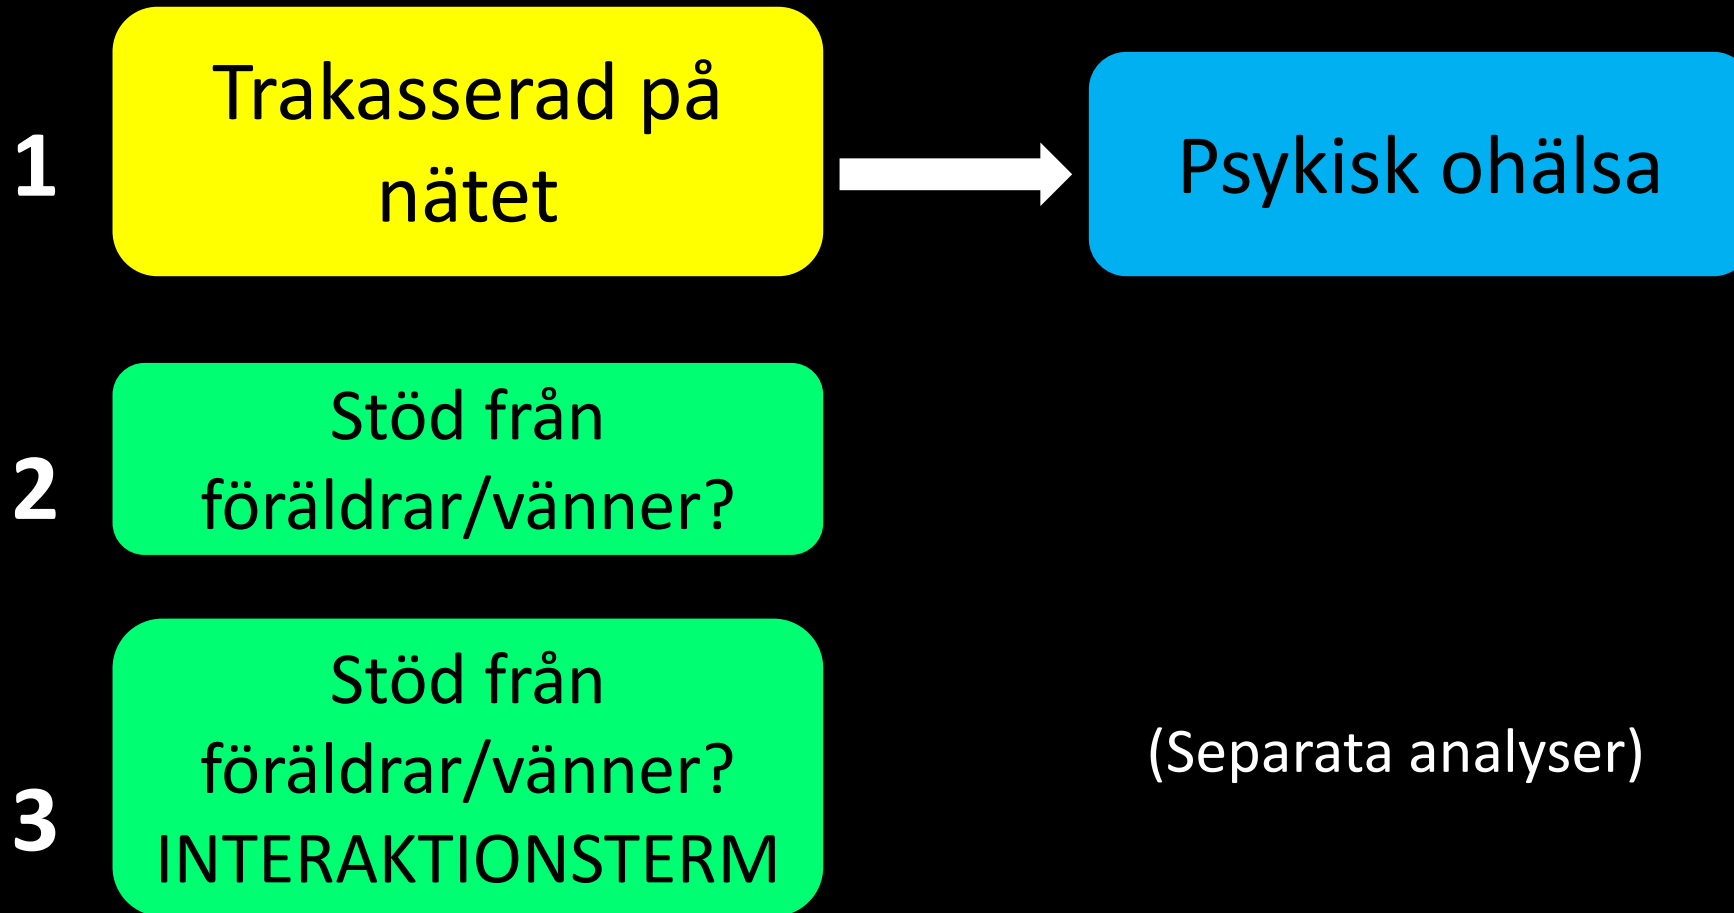 1
Trakasserad på
nätet
Psykisk ohälsa
2
Stöd från
föräldrar/vänner?
3
Stöd från
föräldrar/vänner?
INTERAKTIONSTERM
(Separata analyser)